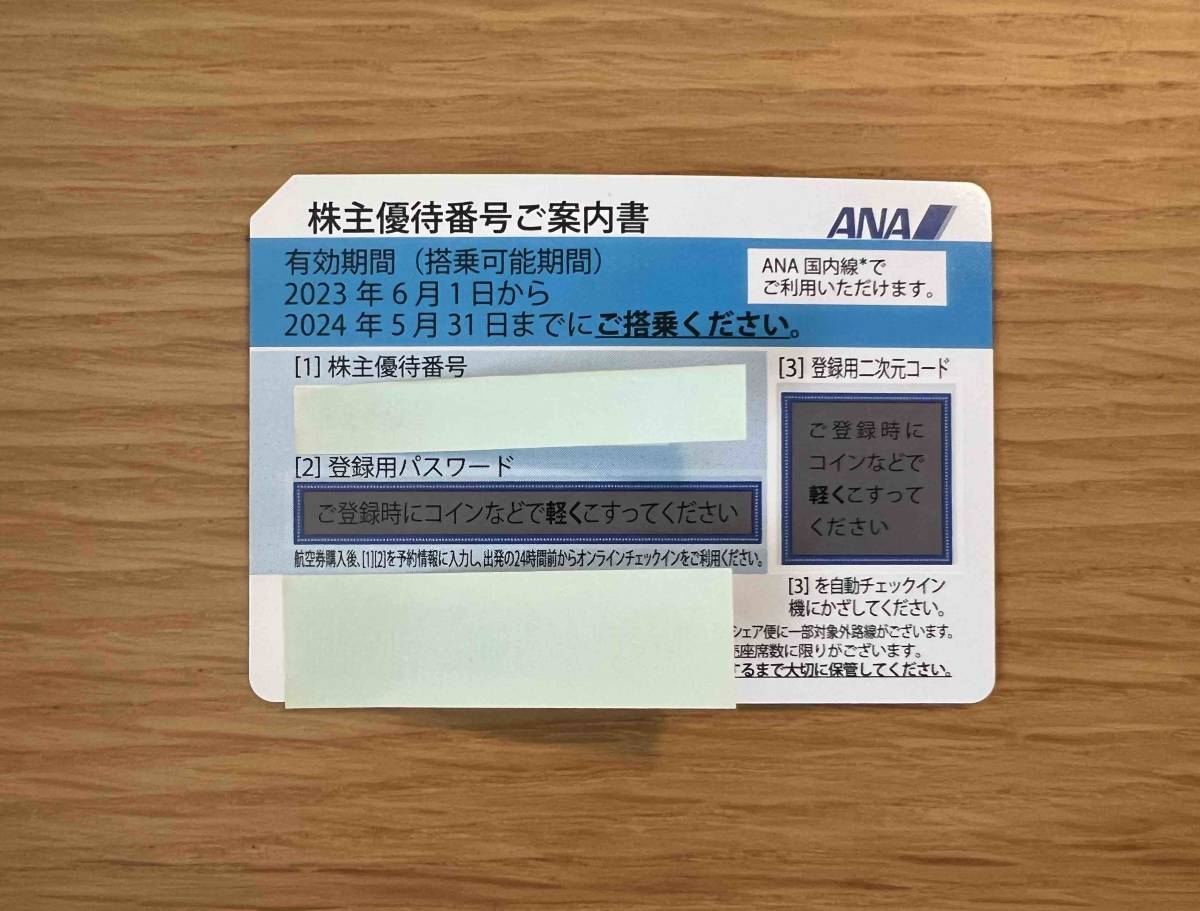 株主優待番号ご案内書
ANA
有効期間（搭乗可能期間）
2023 年 6 月 1 日から
2024 年 5 月 31 日までにご搭乗ください。
ANA 国内線*で
ご利用いただけます。
[1] 株主優待番号
[2] 登録用パスワード
ご登録時にコインなどで軽くこすってください
航空券購入後、[1][2]を予約情報に入力し、出発の24時間前からオンラインチェックインをご利用ください。
[3] 登録用二次元コード
ご登録時に
コインなどで
軽くこすって
ください
[3] を自動チェックイン
機にかざしてください。
シェア便に一部対象外路線がございます。
座席数に限りがございます。
するまで大切に保管してください。